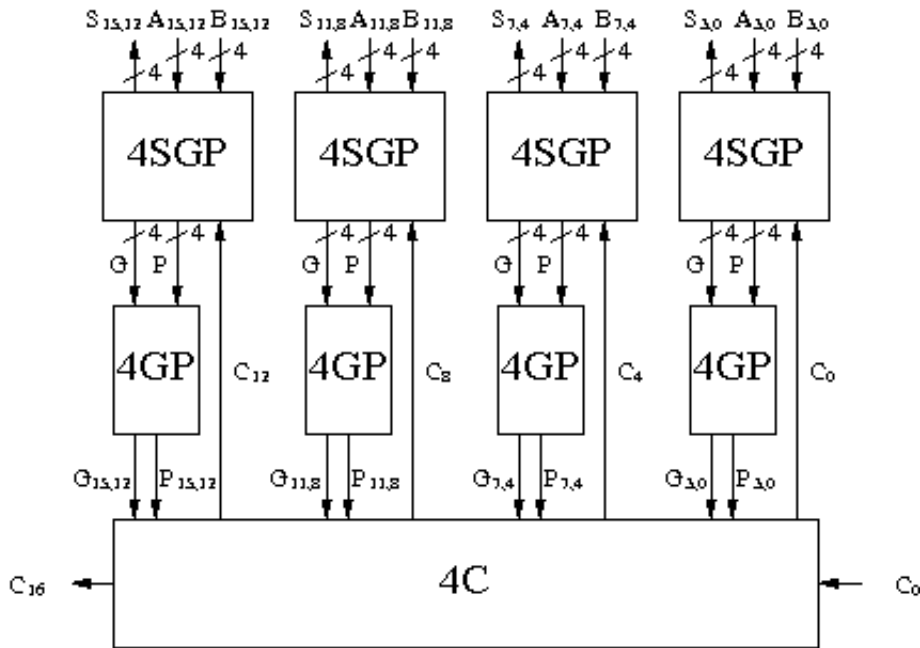 S15,12 A15,12 B15,12 S11,8 A11,8 B11,8 S7,4 A7,4 B7,4 S3,0 A3,0 B3,0
4 4 4 4 4 4 4 4
4 4 4 4
4SGP 4SGP 4SGP 4SGP
4 4 4 4 4 4 4 4
G P G P G P G P
4GP C12 4GP C8 4GP C4 4GP C0
G15,12 P15,12 G11,8 P11,8 G7,4 P7,4 G3,0 P3,0
C16 4C C0